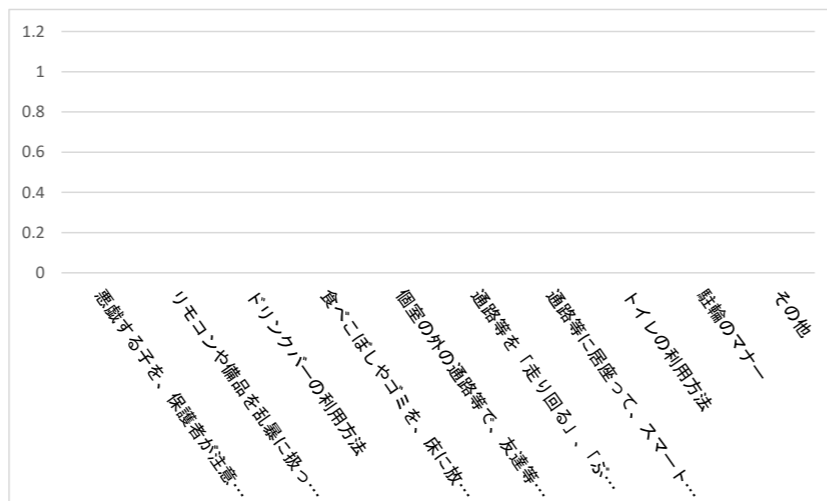 1.2
1
0.8
0.6
0.4
0.2
0
悪戯する子を、保護者が注意…
リモコンや備品を乱暴に扱っ…
ドリンクバーの利用方法
食べこぼしやゴミを、床に放…
個室の外の通路等で、友達等…
通路等を「走り回る」、「ぶ…
通路等に居座って、スマート…
トイレの利用方法
駐輪のマナー
その他